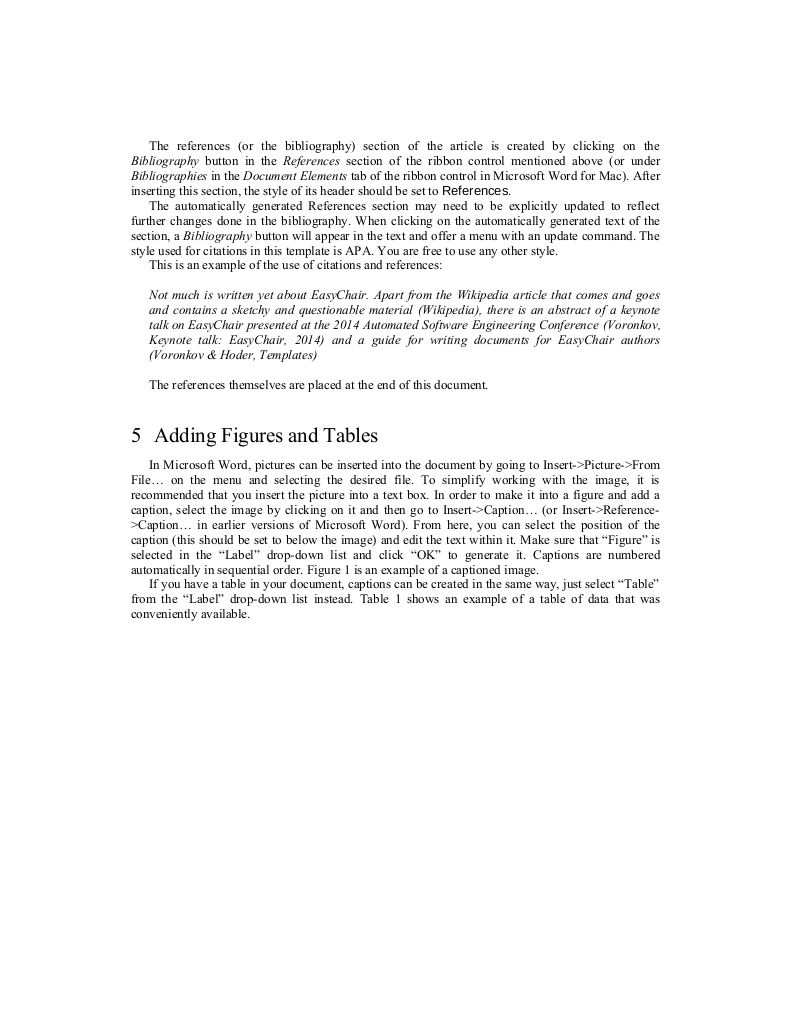 The references (or the bibliography) section of the article is created by clicking on the
Bibliography button in the References section of the ribbon control mentioned above (or under
Bibliographies in the Document Elements tab of the ribbon control in Microsoft Word for Mac). After
inserting this section, the style of its header should be set to References.
The automatically generated References section may need to be explicitly updated to reflect
further changes done in the bibliography. When clicking on the automatically generated text of the
section, a Bibliography button will appear in the text and offer a menu with an update command. The
style used for citations in this template is APA. You are free to use any other style.
This is an example of the use of citations and references:
Not much is written yet about EasyChair. Apart from the Wikipedia article that comes and goes
and contains a sketchy and questionable material (Wikipedia), there is an abstract of a keynote
talk on EasyChair presented at the 2014 Automated Software Engineering Conference (Voronkov,
Keynote talk: EasyChair, 2014) and a guide for writing documents for EasyChair authors
(Voronkov & Hoder, Templates)
The references themselves are placed at the end of this document.
5 Adding Figures and Tables
In Microsoft Word, pictures can be inserted into the document by going to Insert->Picture->From
File… on the menu and selecting the desired file. To simplify working with the image, it is
recommended that you insert the picture into a text box. In order to make it into a figure and add a
caption, select the image by clicking on it and then go to Insert->Caption… (or Insert->Reference-
>Caption… in earlier versions of Microsoft Word). From here, you can select the position of the
caption (this should be set to below the image) and edit the text within it. Make sure that “Figure” is
selected in the “Label” drop-down list and click “OK” to generate it. Captions are numbered
automatically in sequential order. Figure 1 is an example of a captioned image.
If you have a table in your document, captions can be created in the same way, just select “Table”
from the “Label” drop-down list instead. Table 1 shows an example of a table of data that was
conveniently available.